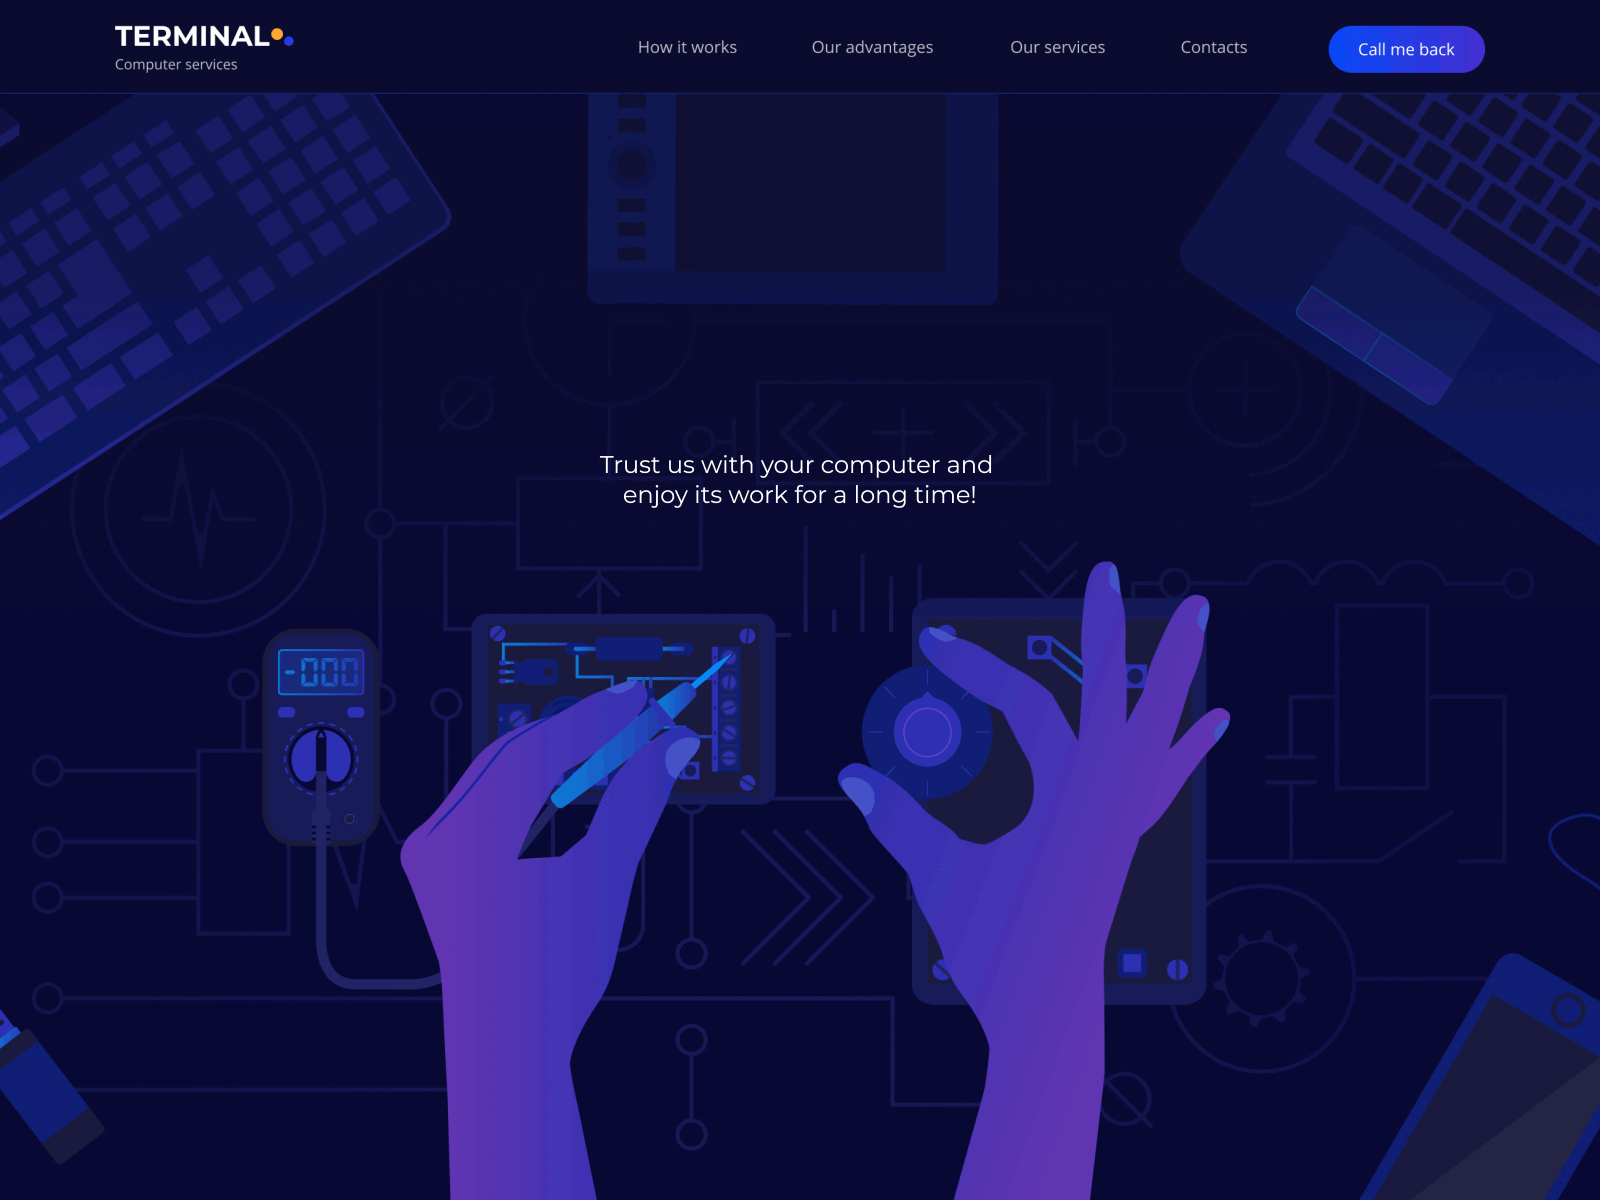 TERMINAL
Computer services
How it works
Our advantages
Our services
Contacts
Call me back
Trust us with your computer and
enjoy its work for a long time!
-000